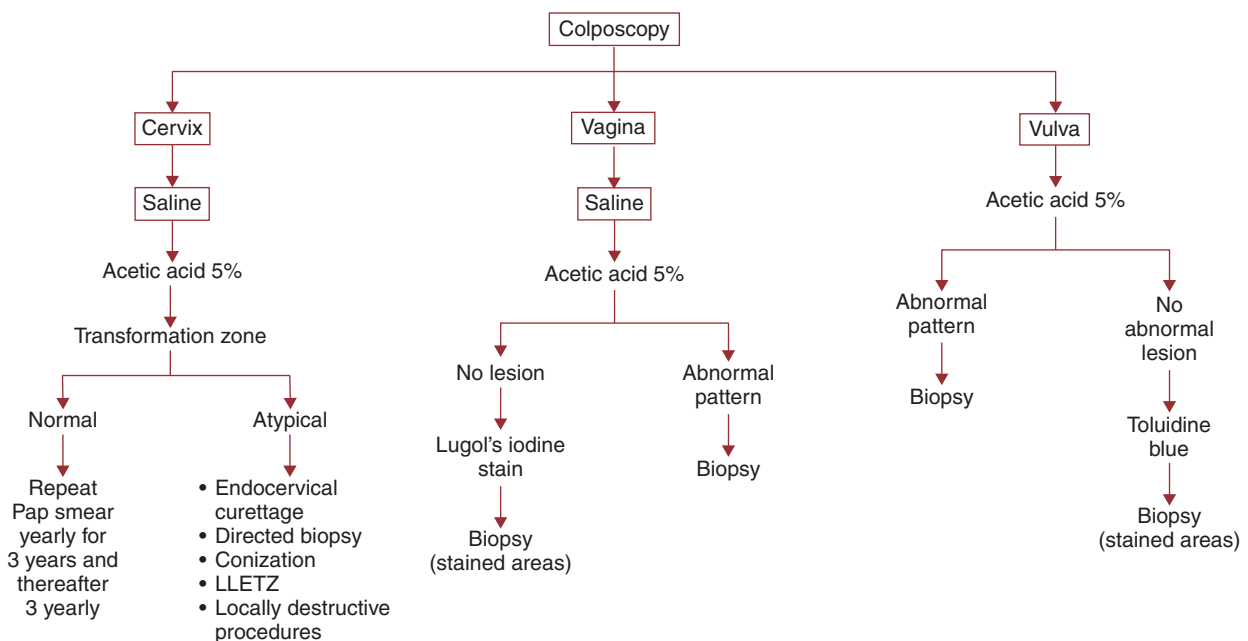 Colposcopy
Cervix
Vagina
Vulva
Saline
Saline
Acetic acid 5%
Acetic acid 5%
Acetic acid 5%
Transformation zone
Normal
Atypical
No lesion
Abnormal
pattern
Abnormal
pattern
No
abnormal
lesion
Repeat
Pap smear
yearly for
3 years and
thereafter
3 yearly
• Endocervical
curettage
• Directed biopsy
• Conization
• LLETZ
• Locally destructive
procedures
Lugol's iodine
stain
Biopsy
(stained areas)
Biopsy
Biopsy
Toluidine
blue
Biopsy
(stained areas)